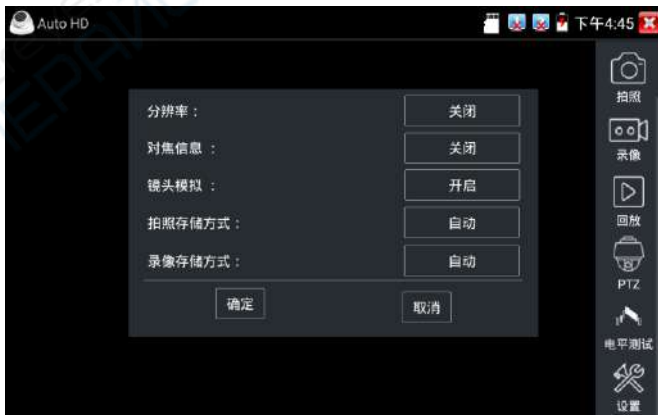 Auto HD
下午4:45
分辨率：
关闭
对焦信息 ：
关闭
镜头模拟 ：
开启
拍照存储方式：
自动
录像存储方式：
自动
确定
取消
拍照
录像
回放
PTZ
电平测试
设置